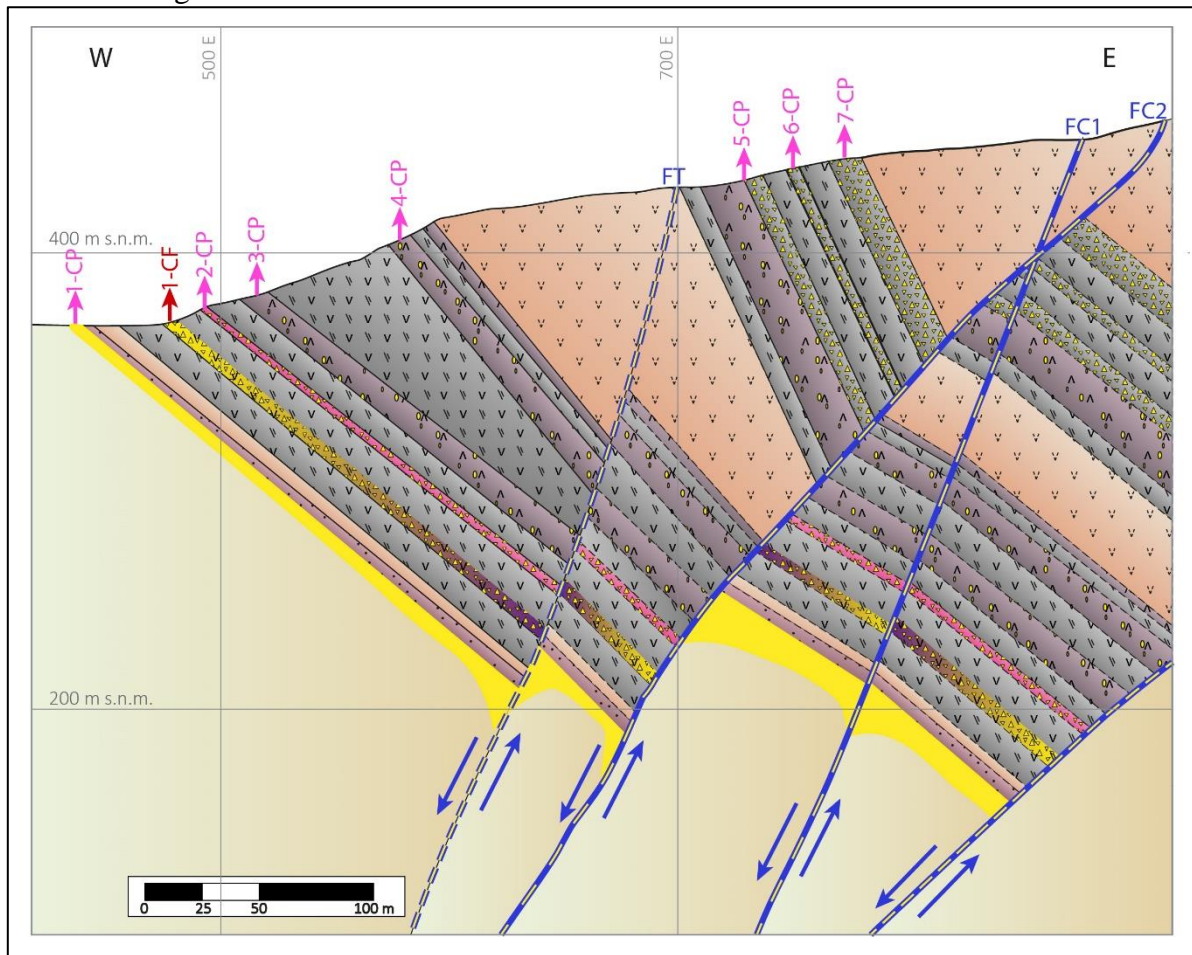 W
500 E
700 E
E
1-CP
1-CF
2-CP
3-CP
4-CP
FT
5-CP
6-CP
7-CP
FC1
FC2
400 m s.n.m.
200 m s.n.m.
0 25 50 100 m